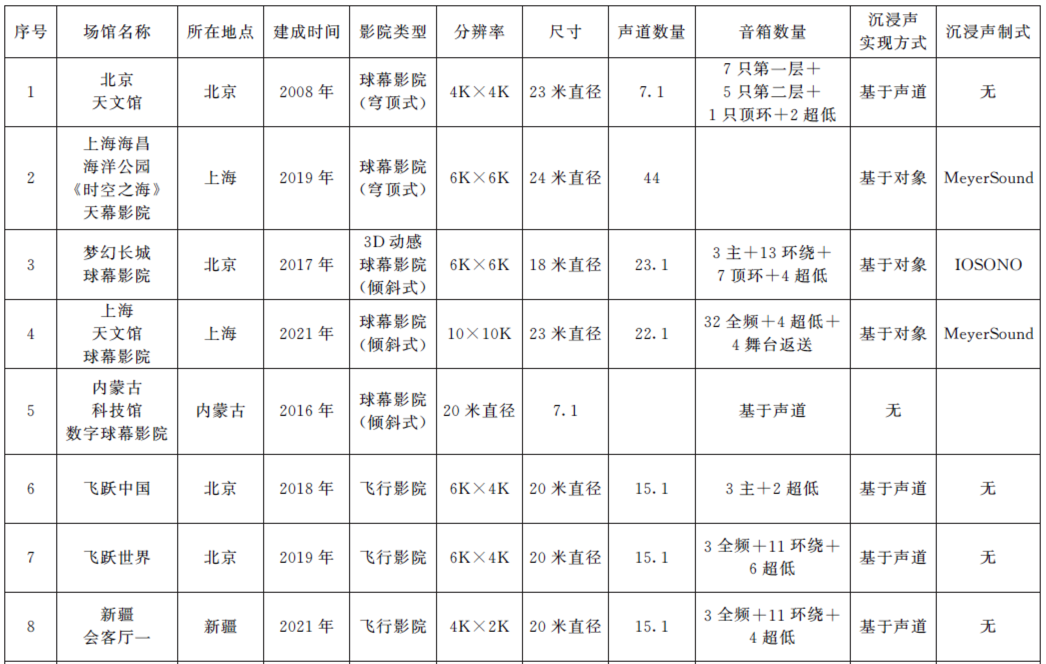 序号 场馆名称 所在地点 建成时间 影院类型 分辨率 尺寸 声道数量 音箱数量 沉浸声 沉浸声制式
实现方式
1 北京 北京 2008 年 球幕影院 4K×4K 23 米直径 7.1 7 只第一层＋ 基于声道 无
天文馆 （穹顶式） 5 只第二层＋
1 只顶环＋2 超低
2 上海海昌 上海 2019 年 球幕影院 6K×6K 24 米直径 44 基于对象 MeyerSound
海洋公园 （穹顶式）
《时空之海》
天幕影院
3 梦幻长城 北京 2017 年 3D 动感 6K×6K 18 米直径 23.1 3 主＋13 环绕＋ 基于对象 IOSONO
球幕影院 球幕影院 7 顶环＋4 超低
（倾斜式）
4 上海 上海 2021 年 球幕影院 10×10K 23 米直径 22.1 32 全频＋4 超低＋ 基于对象 MeyerSound
天文馆 （倾斜式） 4 舞台返送
球幕影院
5 内蒙古 内蒙古 2016 年 球幕影院 20 米直径 7.1 基于声道 无
科技馆 （倾斜式）
数字球幕影院
6 飞跃中国 北京 2018 年 飞行影院 6K×4K 20 米直径 15.1 3 主＋2 超低 基于声道 无
7 飞跃世界 北京 2019 年 飞行影院 6K×4K 20 米直径 15.1 3 全频＋11 环绕＋ 基于声道 无
6 超低
8 新疆 新疆 2021 年 飞行影院 4K×2K 20 米直径 15.1 3 全频＋11 环绕＋ 基于声道 无
会客厅一 4 超低